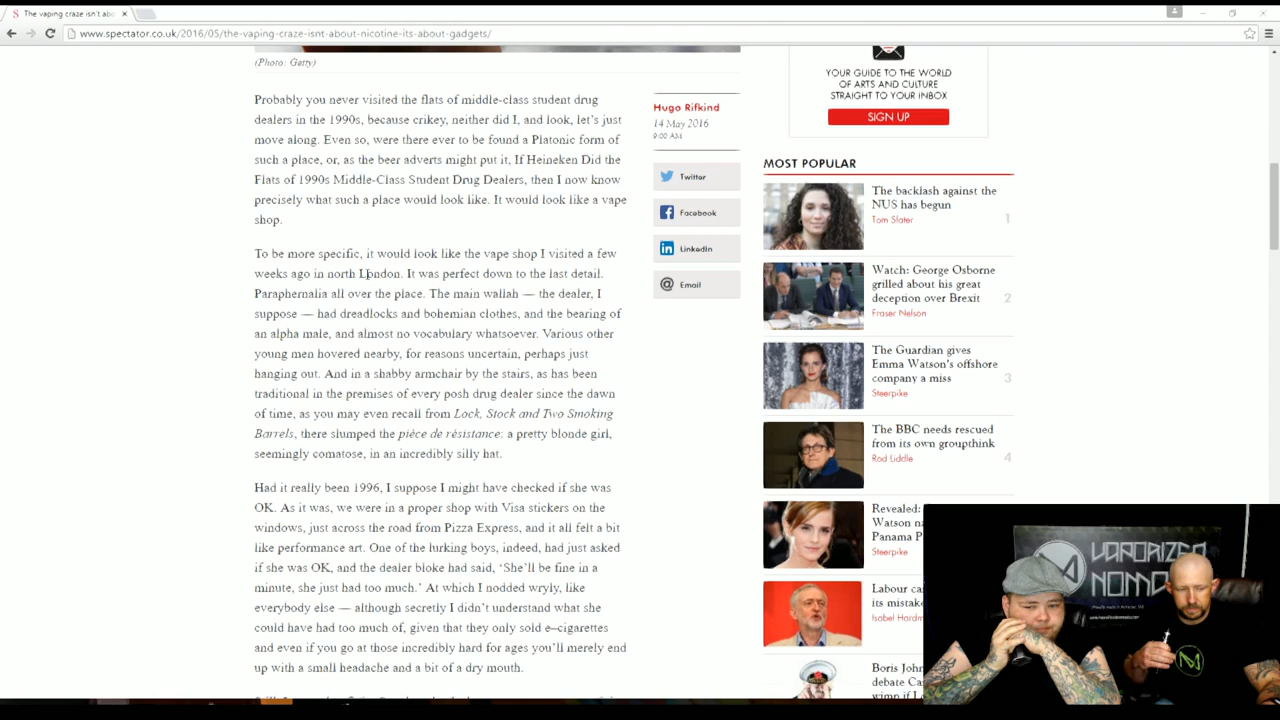 The vaping craze isn't abo
www.spectator.co.uk/2016/05/the-vaping-craze-isnt-about-nicotine-its-about-gadgets/
(Photo: Getty)
Probably you never visited the flats of middle-class student drug
dealers in the 1990s, because crikey, neither did I, and look, let's just
move along. Even so, were there ever to be found a Platonic form of
such a place, or, as the beer adverts might put it, If Heineken Did the
Flats of 1990s Middle-Class Student Drug Dealers, then I now know
precisely what such a place would look like. It would look like a vape
shop.
To be more specific, it would look like the vape shop I visited a few
weeks ago in north London. It was perfect down to the last detail.
Paraphernalia all over the place. The main wallah — the dealer, I
suppose — had dreadlocks and bohemian clothes, and the bearing of
an alpha male, and almost no vocabulary whatsoever. Various other
young men hovered nearby, for reasons uncertain, perhaps just
hanging out. And in a shabby armchair by the stairs, as has been
traditional in the premises of every posh drug dealer since the dawn
of time, as you may even recall from Lock, Stock and Two Smoking
Barrels, there slumped the pièce de résistance: a pretty blonde girl,
seemingly comatose, in an incredibly silly hat.
Had it really been 1996, I suppose I might have checked if she was
OK. As it was, we were in a proper shop with Visa stickers on the
windows, just across the road from Pizza Express, and it all felt a bit
like performance art. One of the lurking boys, indeed, had just asked
if she was OK, and the dealer bloke had said, 'She'll be fine in a
minute, she just had too much.' At which I nodded wryly, like
everybody else — although secretly I didn't understand what she
could have had too much of, given that they only sold e-cigarettes
and even if you go at those incredibly hard for ages you'll merely end
up with a small headache and a bit of a dry mouth.
Hugo Rifkind
14 May 2016
9:00 AM
Twitter
Facebook
LinkedIn
Email
YOUR GUIDE TO THE WORLD
OF ARTS AND CULTURE
STRAIGHT TO YOUR INBOX
SIGN UP
MOST POPULAR
The backlash against the
NUS has begun
Tom Slater
1
Watch: George Osborne
grilled about his great
deception over Brexit
Fraser Nelson
2
The Guardian gives
Emma Watson's offshore
company a miss
Steerpike
3
The BBC needs rescued
from its own groupthink
Rod Liddle
4
Revealed:
Watson na
Panama P
Steerpike
Labour ca
its mistak
Isabel Hardm
Boris John
debate Ca
wimp if L
VAPORIZED
NOMAD